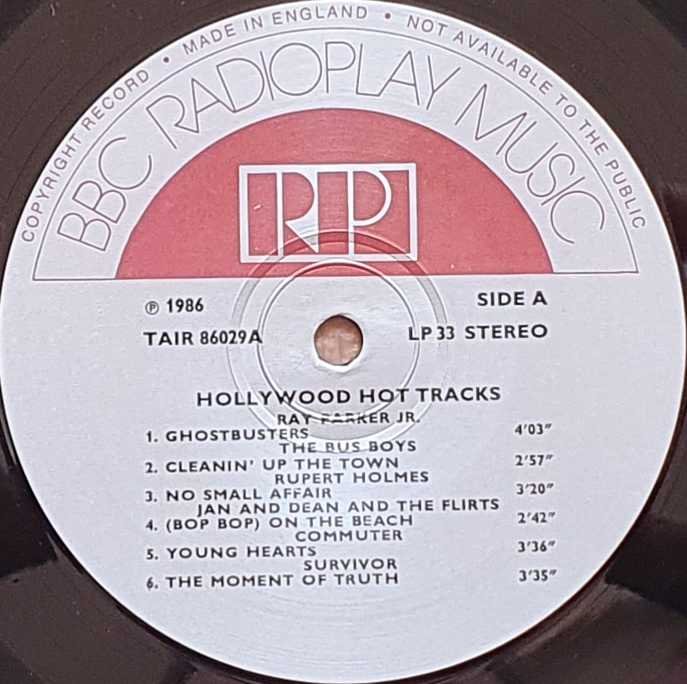 COPYRIGHT RECORD • MADE IN ENGLAND • NOT AVAILABLE TO THE PUBLIC
BBC RADIOPLAY MUSIC
RP
℗ 1986
SIDE A
TAIR 86029A
LP 33 STEREO
HOLLYWOOD HOT TRACKS
RAY PARKER JR.
1. GHOSTBUSTERS 4'03"
THE BUS BOYS
2. CLEANIN' UP THE TOWN 2'57"
RUPERT HOLMES
3. NO SMALL AFFAIR 3'20"
JAN AND DEAN AND THE FLIRTS
4. (BOP BOP) ON THE BEACH 2'42"
COMMUTER
5. YOUNG HEARTS 3'36"
SURVIVOR
6. THE MOMENT OF TRUTH 3'35"